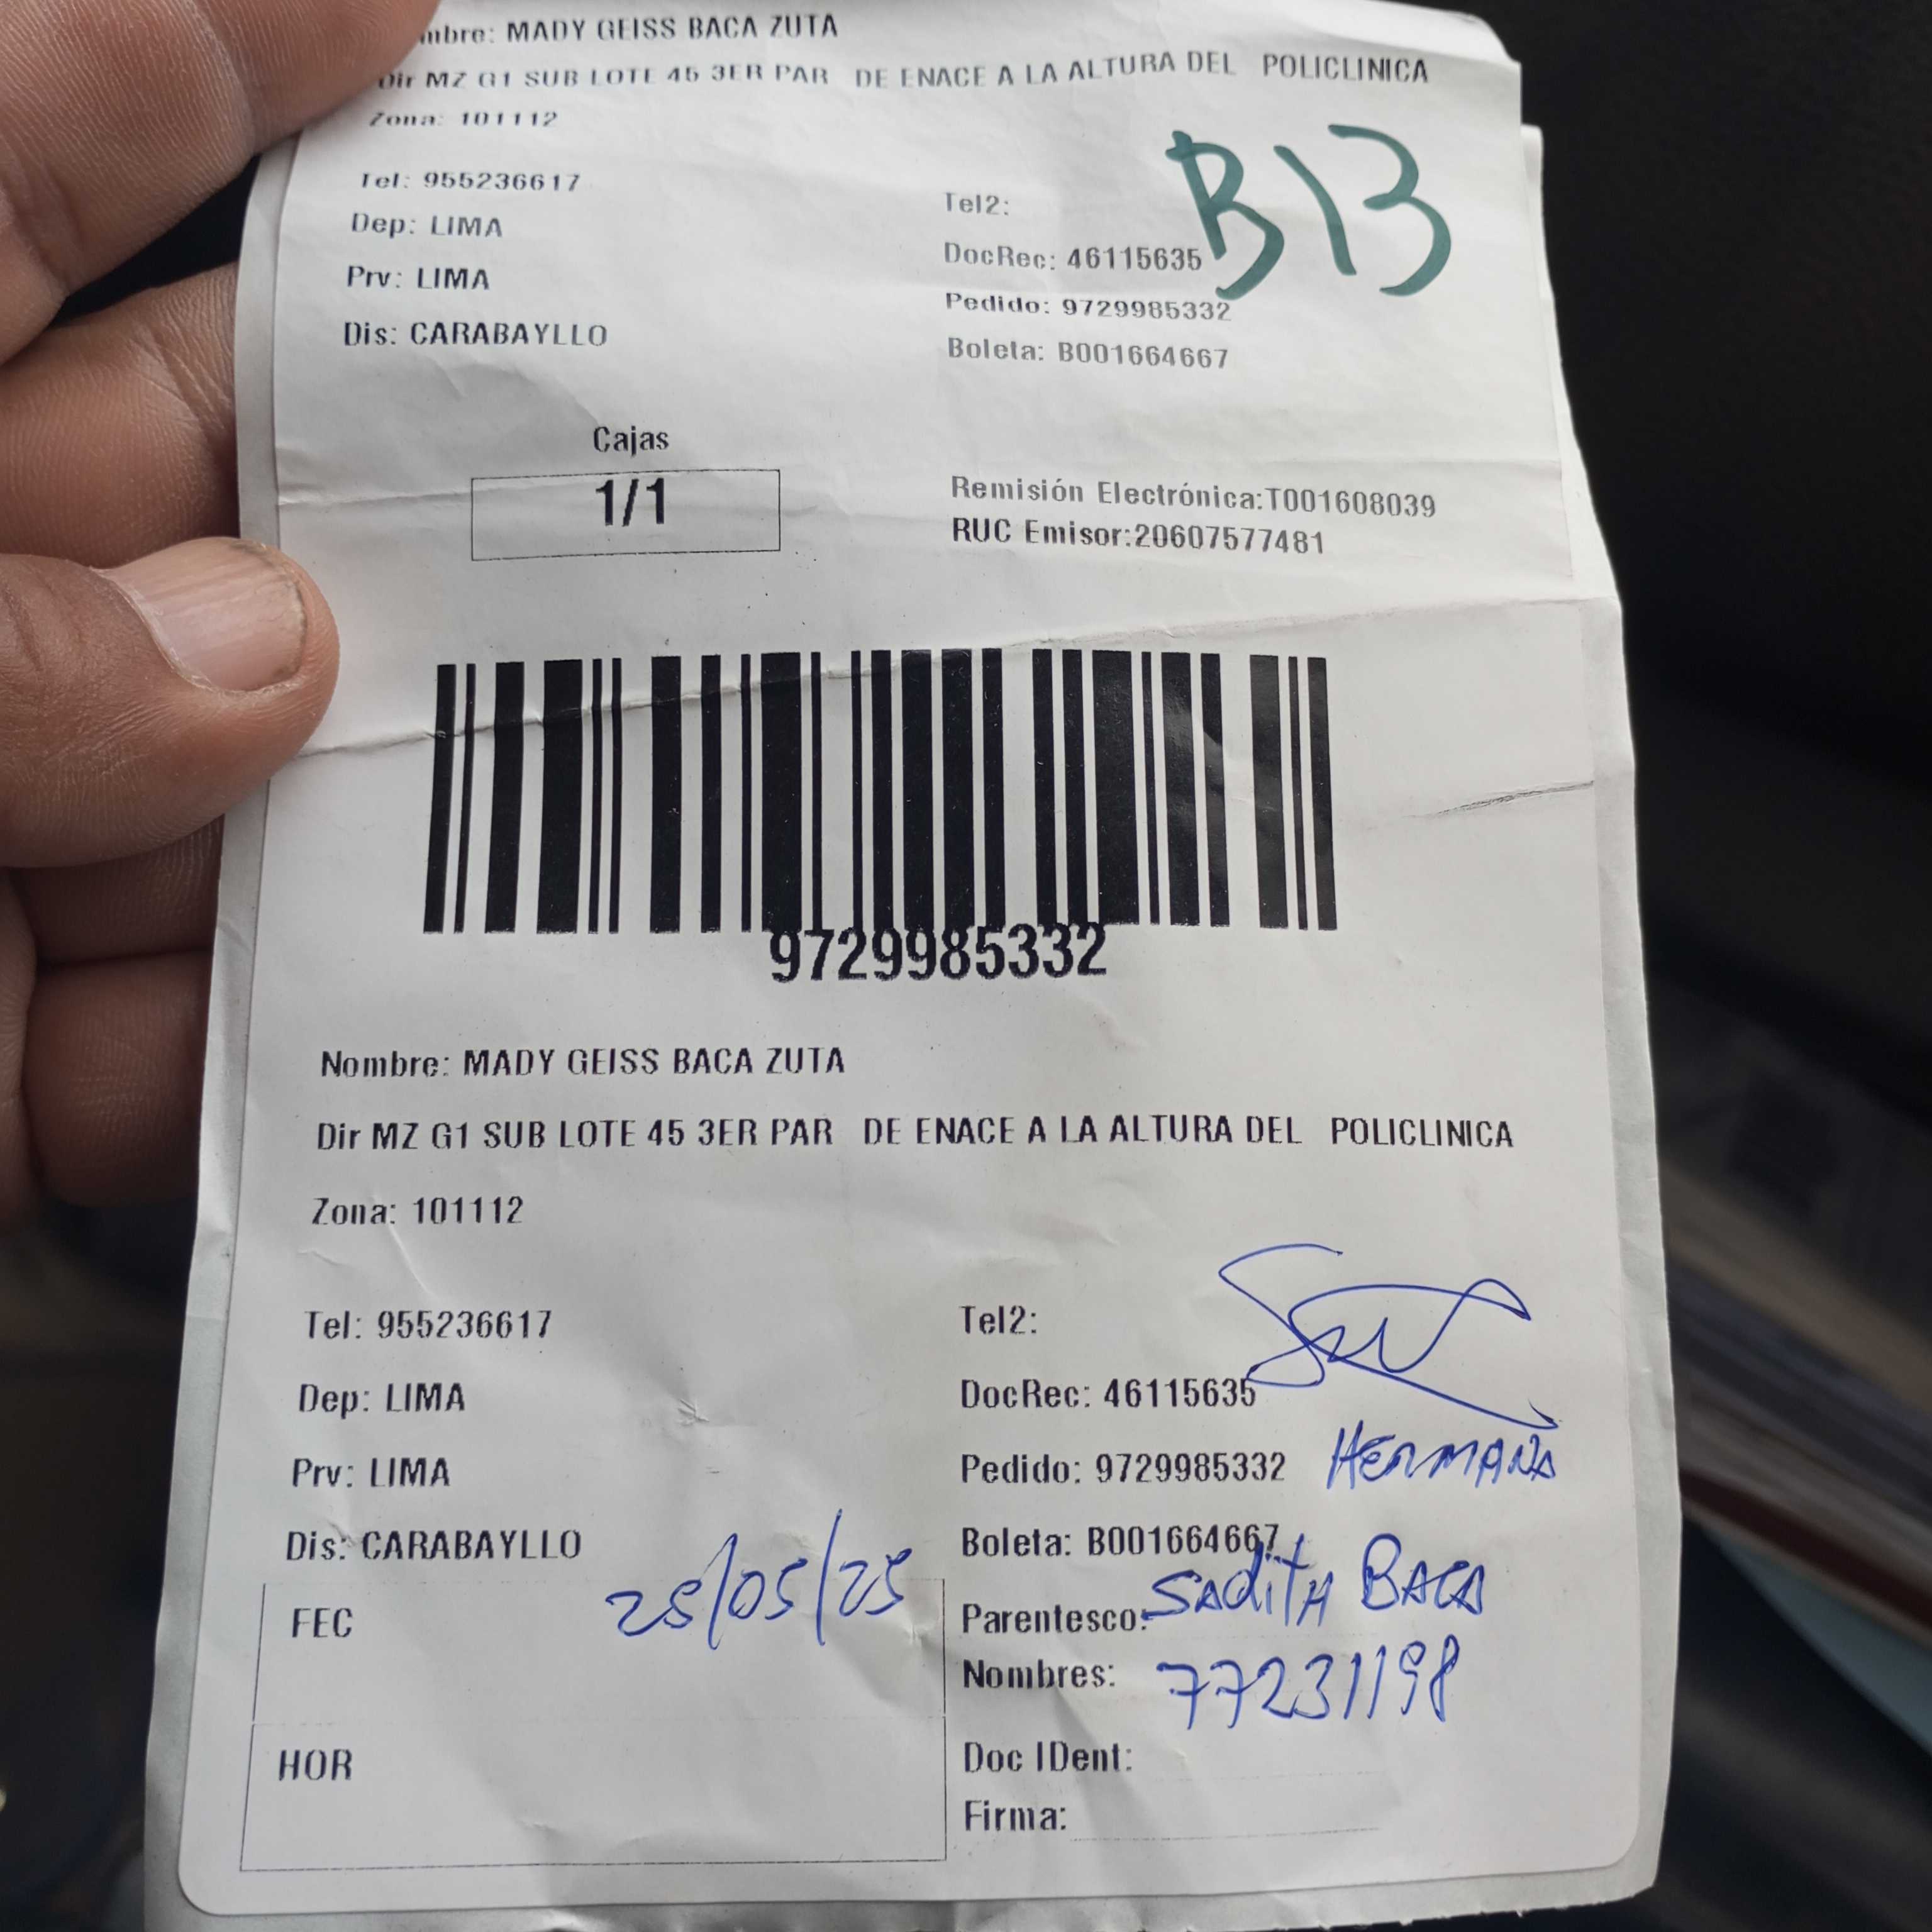 mbre: MADY GEISS BACA ZUTA
Dir MZ G1 SUB LOTE 45 3ER PAR DE ENACE A LA ALTURA DEL POLICLINICA
Zona: 101112
B13
Tel: 955236617
Tel2:
Dep: LIMA
DocRec: 46115635
Prv: LIMA
Pedido: 9729985332
Dis: CARABAYLLO
Boleta: B001664667
Cajas
1/1
Remisión Electrónica:T001608039
RUC Emisor:20607577481
9729985332
Nombre: MADY GEISS BACA ZUTA
Dir MZ G1 SUB LOTE 45 3ER PAR DE ENACE A LA ALTURA DEL POLICLINICA
Zona: 101112
Tel: 955236617
Tel2:
Dep: LIMA
DocRec: 46115635
Prv: LIMA
Pedido: 9729985332 HERMANA
Dis: CARABAYLLO
Boleta: B001664667
FEC 25/05/25
Parentesco: SADITH BACA
Nombres: 77231198
HOR
Doc IDent:
Firma: